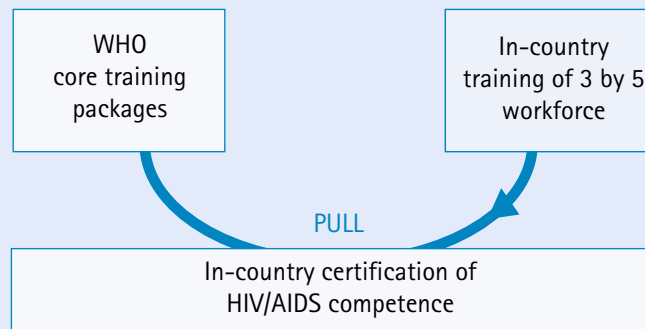 WHO
core training
packages
In-country
training of 3 by 5
workforce
PULL
In-country certification of
HIV/AIDS competence